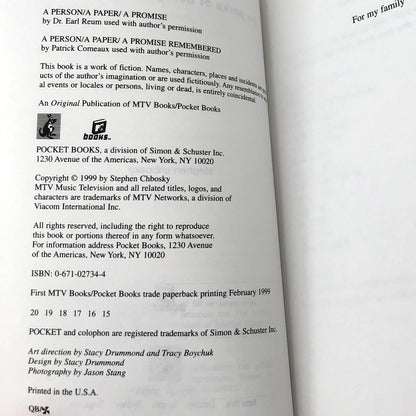 A PERSON/A PAPER/ A PROMISE
by Dr. Earl Reum used with author's permission
A PERSON/A PAPER/ A PROMISE REMEMBERED
by Patrick Comeaux used with author's permission
This book is a work of fiction. Names, characters, places and incidents are
ucts of the author's imagination or are used fictitiously. Any resemblance to
al events or locales or persons, living or dead, is entirely coincidental.
An Original Publication of MTV Books/Pocket Books
BOOKS
POCKET BOOKS, a division of Simon & Schuster Inc.
1230 Avenue of the Americas, New York, NY 10020
Copyright © 1999 by Stephen Chbosky
MTV Music Television and all related titles, logos, and
characters are trademarks of MTV Networks, a division of
Viacom International Inc.
All rights reserved, including the right to reproduce
this book or portions thereof in any form whatsoever.
For information address Pocket Books, 1230 Avenue
of the Americas, New York, NY 10020
ISBN: 0-671-02734-4
First MTV Books/Pocket Books trade paperback printing February 1999
20 19 18 17 16 15
POCKET and colophon are registered trademarks of Simon & Schuster Inc.
Art direction by Stacy Drummond and Tracy Boychuk
Design by Stacy Drummond
Photography by Jason Stang
Printed in the U.S.A.
QB/
For my family